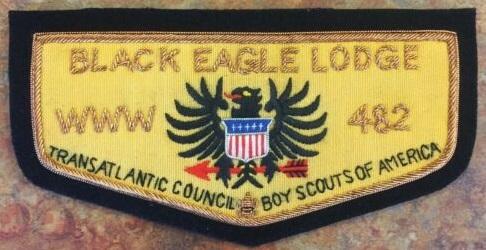 BLACK EAGLE LODGE
WWW 482
TRANSATLANTIC COUNCIL BOY SCOUTS OF AMERICA